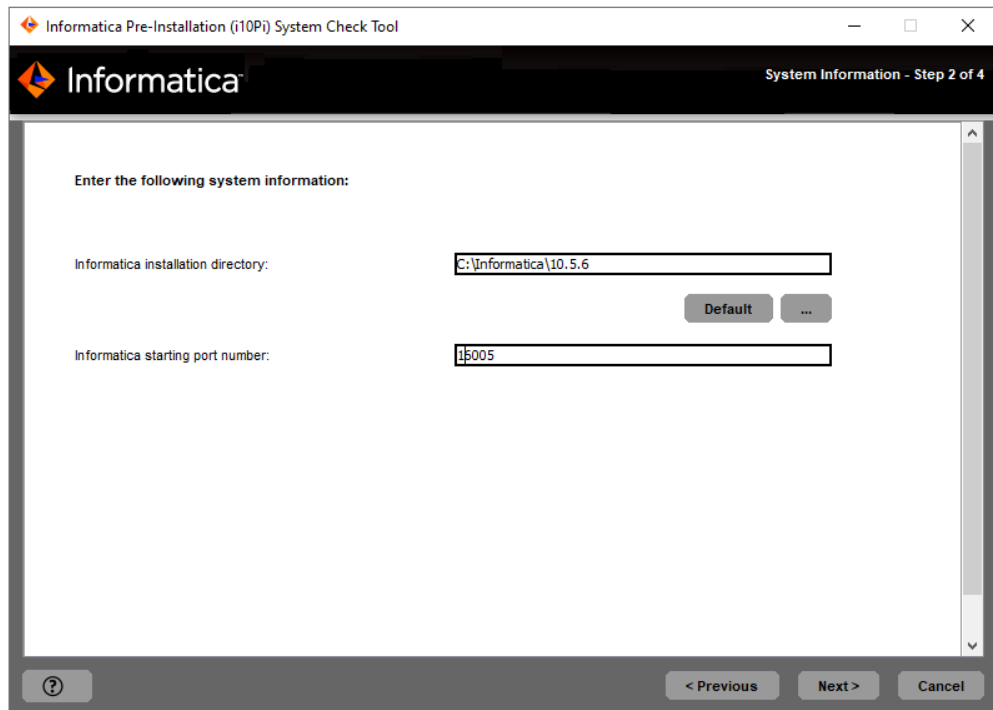 Informatica Pre-Installation (i10Pi) System Check Tool
Informatica
System Information - Step 2 of 4
Enter the following system information:
Informatica installation directory:
C:\Informatica\10.5.6
Default
...
Informatica starting port number:
16005
?
< Previous
Next >
Cancel